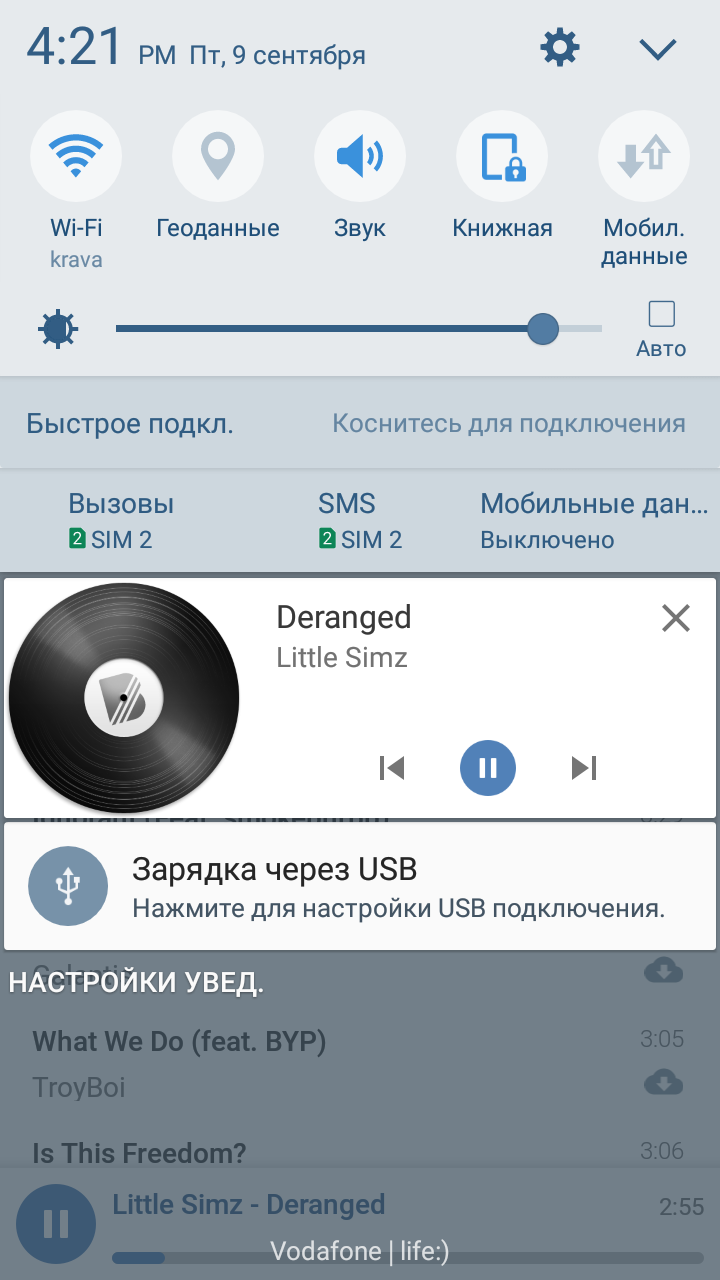 4:21 PM Пт, 9 сентября
Wi-Fi
krava
Геоданные
Звук
Книжная
Мобил.
данные
Авто
Быстрое подкл. Коснитесь для подключения
Вызовы
2 SIM 2
SMS
2 SIM 2
Мобильные дан...
Выключено
Deranged
Little Simz
Зарядка через USB
Нажмите для настройки USB подключения.
НАСТРОЙКИ УВЕД.
What We Do (feat. BYP) 3:05
TroyBoi
Is This Freedom? 3:06
Little Simz - Deranged 2:55
Vodafone | life:)